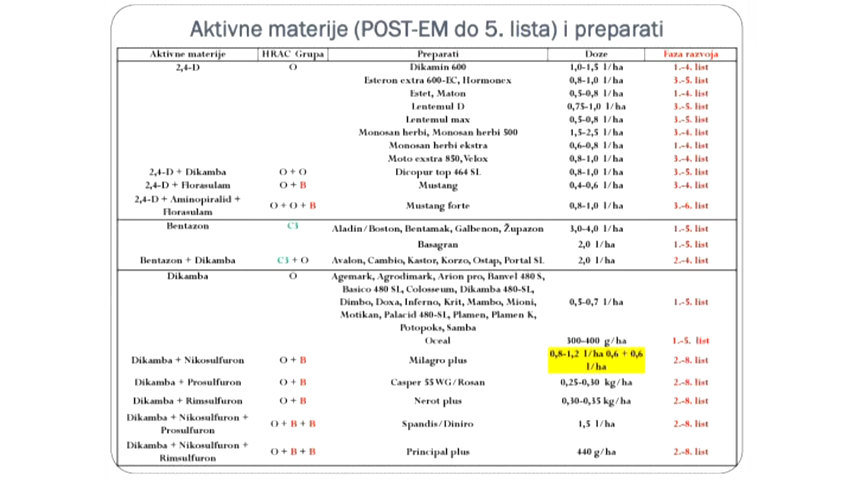 Aktivne materije (POST-EM do 5. lista) i preparati
Aktivne materije HRAC Grupa Preparati Doze Faza razvoja
2,4-D O Dikamin 600 1,0-1,5 l/ha 1.-4. list
Esteron extra 600-EC, Hormonex 0,8-1,0 l/ha 3.-5. list
Estet, Maton 0,5-0,8 l/ha 1.-4. list
Lentemul D 0,75-1,0 l/ha 3.-5. list
Lentemul max 0,5-0,8 l/ha 3.-5. list
Monosan herbi, Monosan herbi 500 1,5-2,5 l/ha 3.-4. list
Monosan herbi ekstra 0,6-0,8 l/ha 1.-4. list
Moto exstra 850, Velox 0,8-1,0 l/ha 3.-4. list
2,4-D + Dikamba O + O Dicopur top 464 SL 0,8-1,0 l/ha 3.-5. list
2,4-D + Florasulam O + B Mustang 0,4-0,6 l/ha 3.-4. list
2,4-D + Aminopiralid + Florasulam O + O + B Mustang forte 0,8-1,0 l/ha 3.-6. list
Bentazon C3 Aladin/Boston, Bentamak, Galbenon, Župazon 3,0-4,0 l/ha 1.-5. list
Basagran 2,0 l/ha 1.-5. list
Bentazon + Dikamba C3 + O Avalon, Cambio, Kastor, Korzo, Ostap, Portal SL 2,0 l/ha 2.-4. list
Dikamba O Agemark, Agrodimark, Arion pro, Banvel 480 S,
Basico 480 SL, Colosseum, Dikamba 480-SL,
Dimbo, Doxa, Inferno, Krit, Mambo, Mioni, 0,5-0,7 l/ha 1.-5. list
Motikan, Palacid 480-SL, Plamen, Plamen K,
Potopoks, Samba
Oceal 300-400 g/ha 1.-5. list
Dikamba + Nikosulfuron O + B Milagro plus 0,8-1,2 l/ha 0,6 + 0,6 l/ha 2.-8. list
Dikamba + Prosulfuron O + B Casper 55 WG/Rosan 0,25-0,30 kg/ha 2.-8. list
Dikamba + Rimsulfuron O + B Nerot plus 0,30-0,35 kg/ha 2.-8. list
Dikamba + Nikosulfuron + Prosulfuron O + B + B Spandis/Diniro 1,5 l/ha 2.-8. list
Dikamba + Nikosulfuron + Rimsulfuron O + B + B Principal plus 440 g/ha 2.-8. list